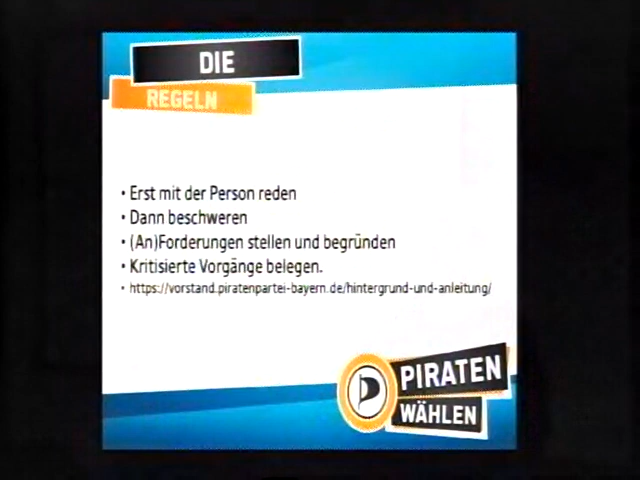 DIE
REGELN
• Erst mit der Person reden
• Dann beschweren
• (An)Forderungen stellen und begründen
• Kritisierte Vorgänge belegen.
• https://vorstand.piratenpartei-bayern.de/hintergrund-und-anleitung/
PIRATEN
WÄHLEN